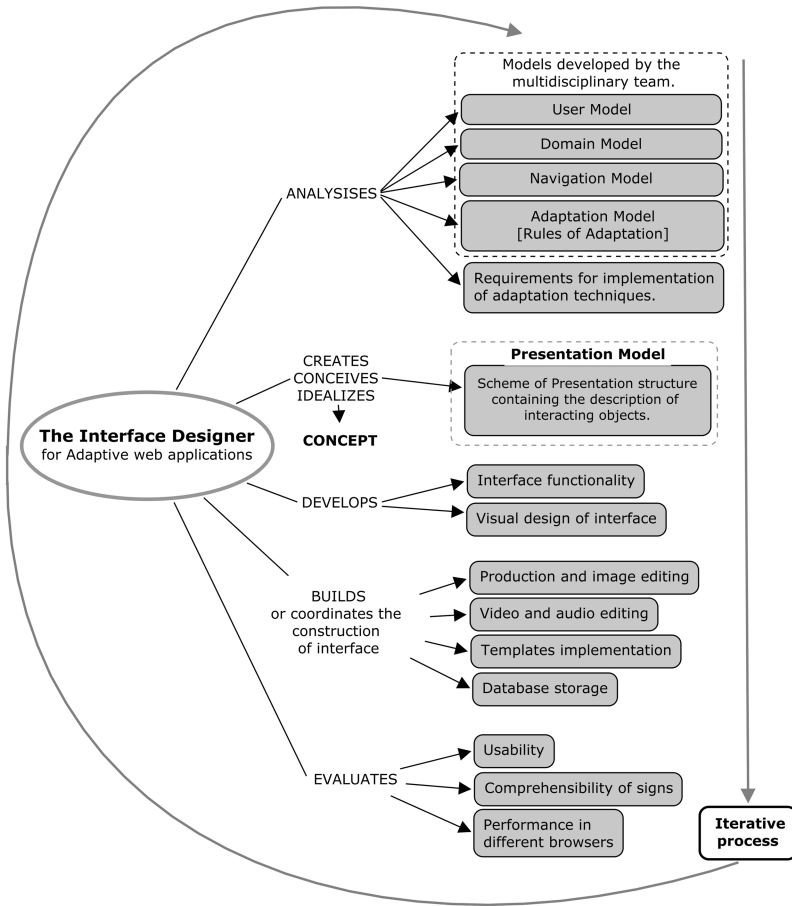 Models developed by the
multidisciplinary team.
User Model
Domain Model
Navigation Model
Adaptation Model
[Rules of Adaptation]
ANALYSISES
Requirements for implementation
of adaptation techniques.
CREATES
CONCEIVES
IDEALIZES
CONCEPT
Presentation Model
Scheme of Presentation structure
containing the description of
interacting objects.
The Interface Designer
for Adaptive web applications
DEVELOPS
Interface functionality
Visual design of interface
BUILDS
or coordinates the
construction
of interface
Production and image editing
Video and audio editing
Templates implementation
Database storage
EVALUATES
Usability
Comprehensibility of signs
Performance in
different browsers
Iterative
process